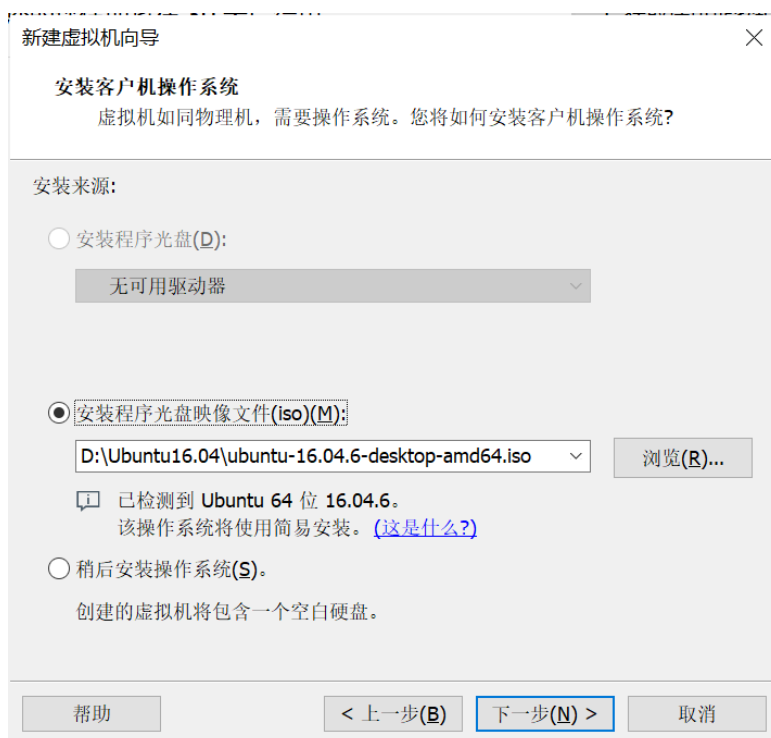 新建虚拟机向导
安装客户机操作系统
虚拟机如同物理机，需要操作系统。您将如何安装客户机操作系统?
安装来源:
安装程序光盘(D):
无可用驱动器
安装程序光盘映像文件(iso)(M):
D:\Ubuntu16.04\ubuntu-16.04.6-desktop-amd64.iso
浏览(R)...
已检测到 Ubuntu 64 位 16.04.6。
该操作系统将使用简易安装。 (这是什么?)
稍后安装操作系统(S)。
创建的虚拟机将包含一个空白硬盘。
帮助
< 上一步(B)
下一步(N) >
取消